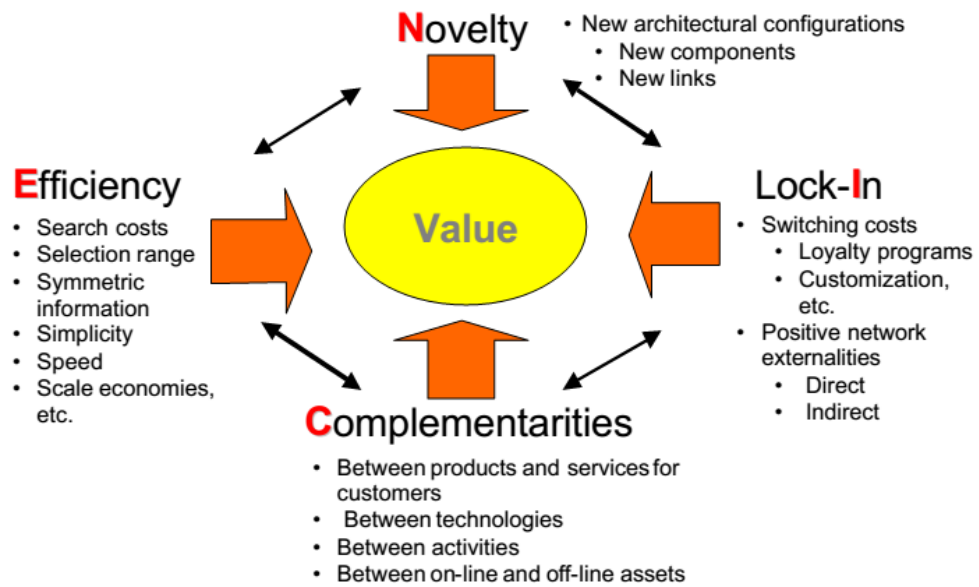 Novelty
• New architectural configurations
• New components
• New links
Efficiency
• Search costs
• Selection range
• Symmetric
information
• Simplicity
• Speed
• Scale economies,
etc.
Value
Lock-In
• Switching costs
• Loyalty programs
• Customization,
etc.
• Positive network
externalities
• Direct
• Indirect
Complementarities
• Between products and services for
customers
• Between technologies
• Between activities
• Between on-line and off-line assets